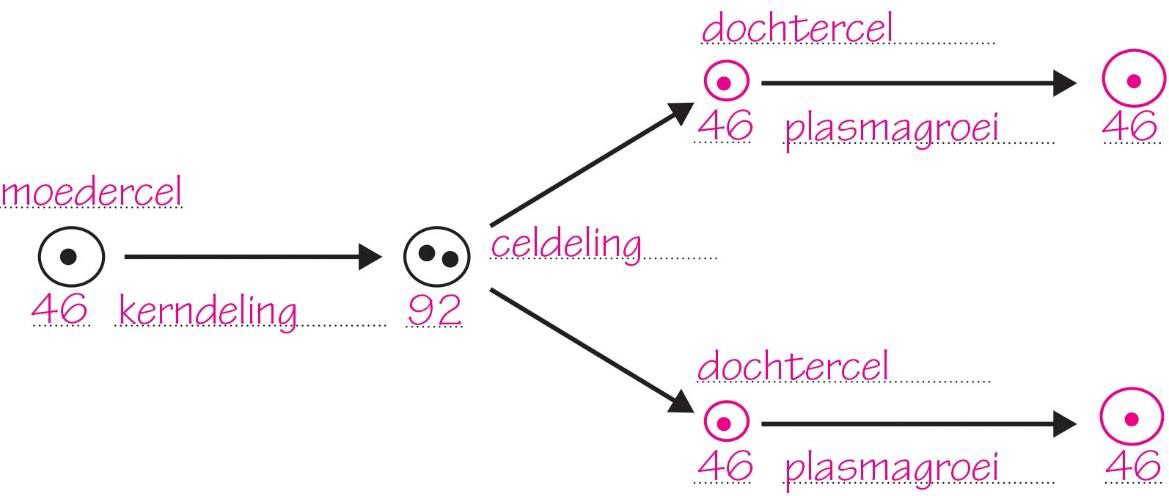 dochtercel
46 plasmagroei 46
moedercel
celdeling
46 kerndeling 92
dochtercel
46 plasmagroei 46